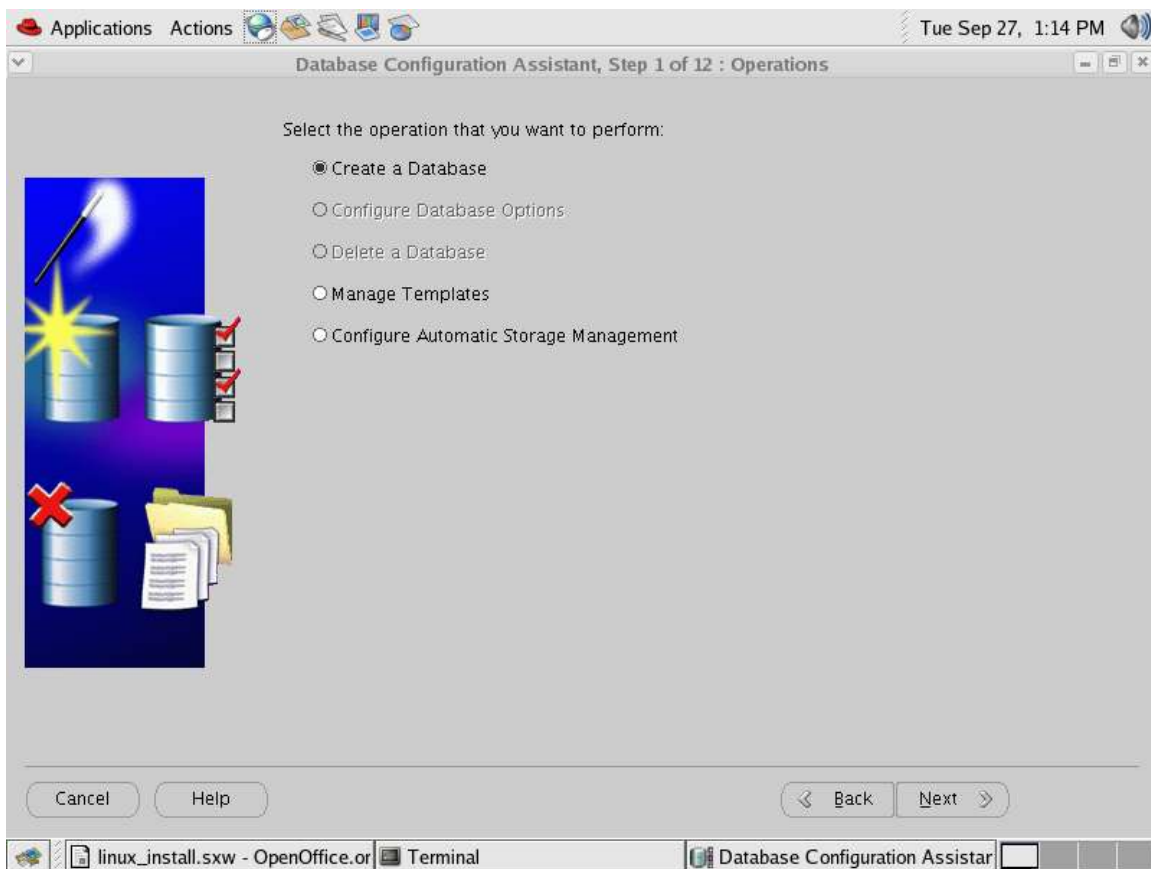 Applications Actions Tue Sep 27, 1:14 PM
Database Configuration Assistant, Step 1 of 12 : Operations
Select the operation that you want to perform:
Create a Database
Configure Database Options
Delete a Database
Manage Templates
Configure Automatic Storage Management
Cancel Help Back Next
linux_install.sxw - OpenOffice.or Terminal Database Configuration Assistar